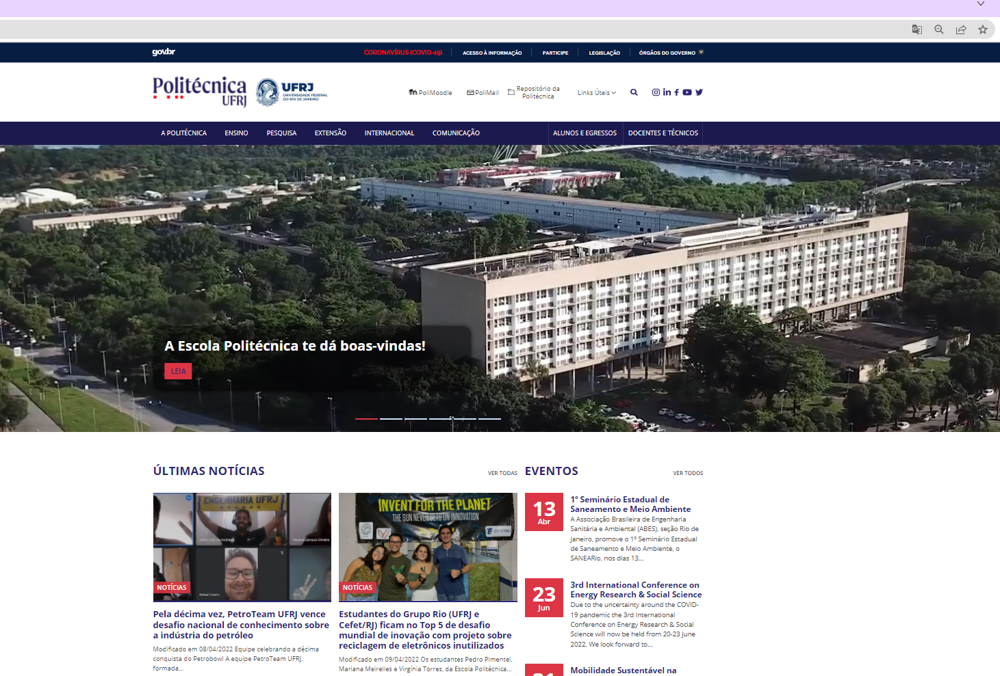 govbr
CORONAVÍRUS (COVID-19)
ACESSO À INFORMAÇÃO
PARTICIPE
LEGISLAÇÃO
ÓRGÃOS DO GOVERNO
Politécnica
UFRJ
UFRJ
UNIVERSIDADE FEDERAL
DO RIO DE JANEIRO
PoliMoodle
PoliMail
Repositório da
Politécnica
Links Úteis
A POLITÉCNICA
ENSINO
PESQUISA
EXTENSÃO
INTERNACIONAL
COMUNICAÇÃO
ALUNOS E EGRESSOS
DOCENTES E TÉCNICOS
A Escola Politécnica te dá boas-vindas!
LEIA
ÚLTIMAS NOTÍCIAS
VER TODAS
ENGENHARIA UFRJ
NOTÍCIAS
Pela décima vez, PetroTeam UFRJ vence
desafio nacional de conhecimento sobre
a indústria do petróleo
Modificado em 08/04/2022 Equipe celebrando a décima
conquista do Petrobowl A equipe PetroTeam UFRJ,
formada...
INVENT FOR THE PLANET
THE SUN NEVER SETS ON INNOVATION
NOTÍCIAS
Estudantes do Grupo Rio (UFRJ e
Cefet/RJ) ficam no Top 5 de desafio
mundial de inovação com projeto sobre
reciclagem de eletrônicos inutilizados
Modificado em 09/04/2022 Os estudantes Pedro Pimentel,
Mariana Meirelles e Virgínia Torres, da Escola Politécnica...
EVENTOS
VER TODOS
13
Abr
1º Seminário Estadual de
Saneamento e Meio Ambiente
A Associação Brasileira de Engenharia
Sanitária e Ambiental (ABES), seção Rio de
Janeiro, promove o 1º Seminário Estadual
de Saneamento e Meio Ambiente, o
SANEARio, nos dias 13...
23
Jun
3rd International Conference on
Energy Research & Social Science
Due to the uncertainty around the COVID-
19 pandemic the 3rd International
Conference on Energy Research & Social
Science will now be held from 20-23 June
2022. We look forward to...
Mobilidade Sustentável na